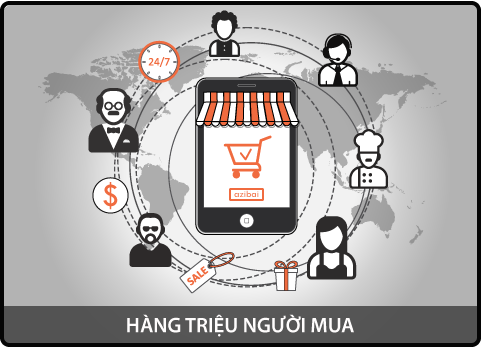 24/7
azibai
a
$
SALE
HÀNG TRIỆU NGƯỜI MUA